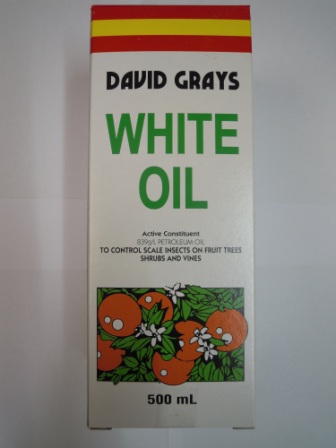 DAVID GRAYS
WHITE
OIL
Active Constituent
839g/L PETROLEUM OIL
TO CONTROL SCALE INSECTS ON FRUIT TREES
SHRUBS AND VINES
500 mL